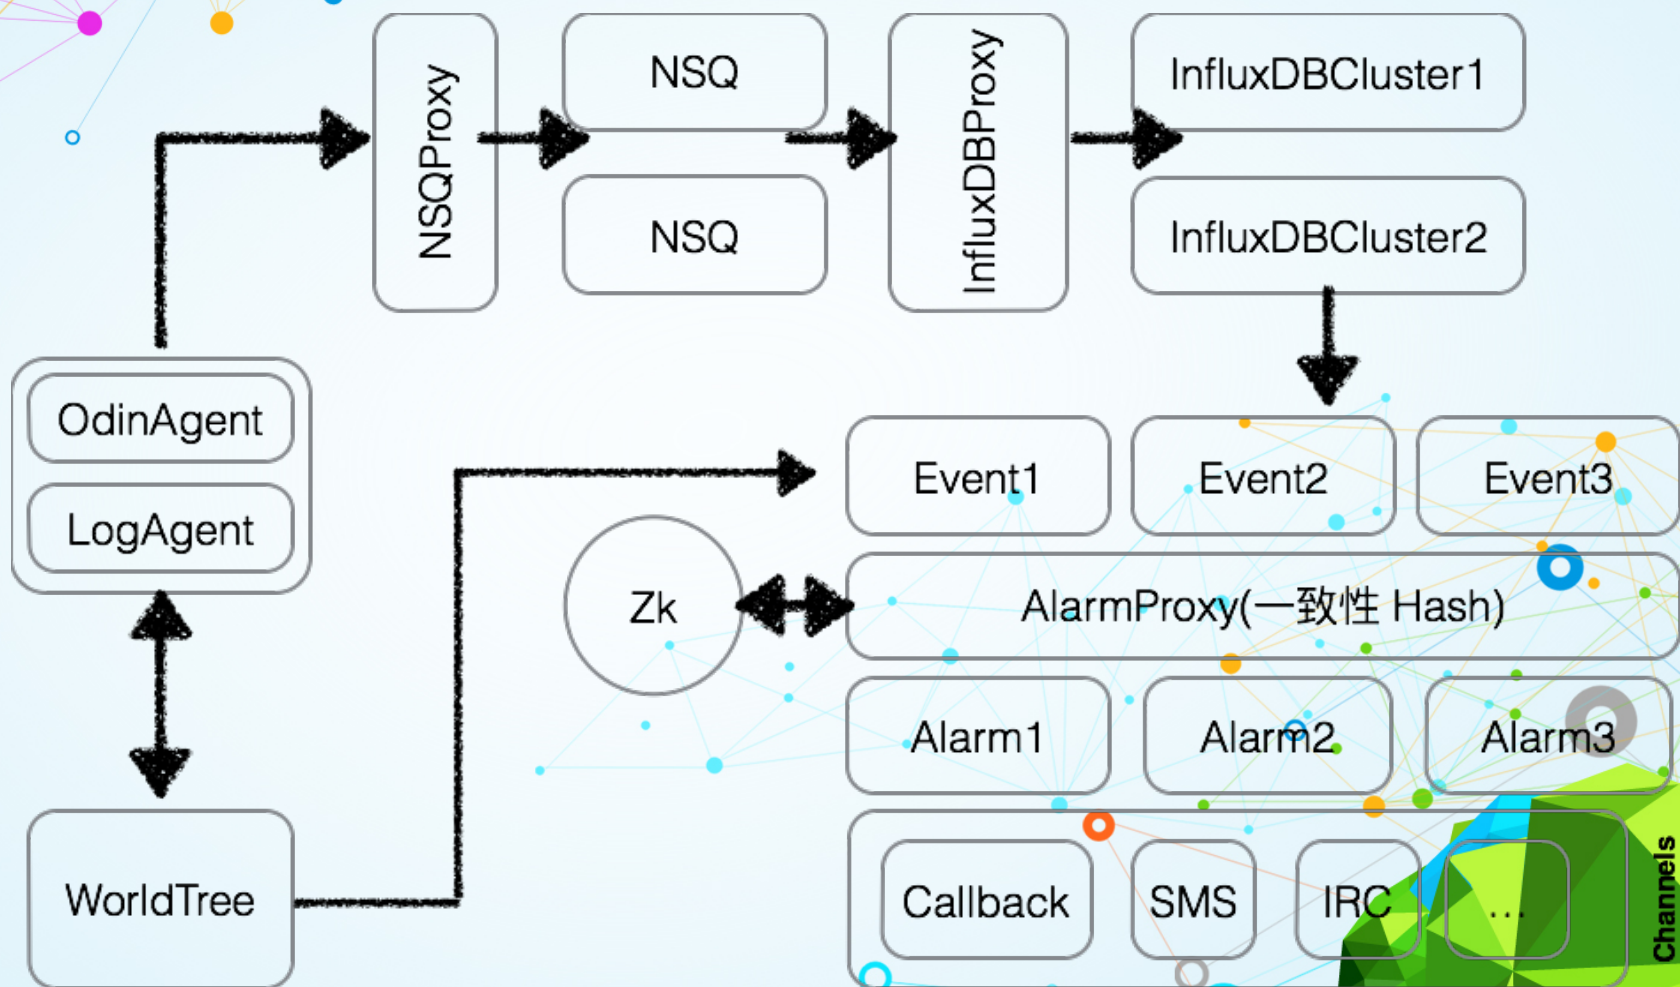 NSQProxy
NSQ
NSQ
InfluxDBProxy
InfluxDBCluster1
InfluxDBCluster2
OdinAgent
LogAgent
WorldTree
Zk
Event1
Event2
Event3
AlarmProxy(一致性 Hash)
Alarm1
Alarm2
Alarm3
Callback
SMS
IRC
...
Channels